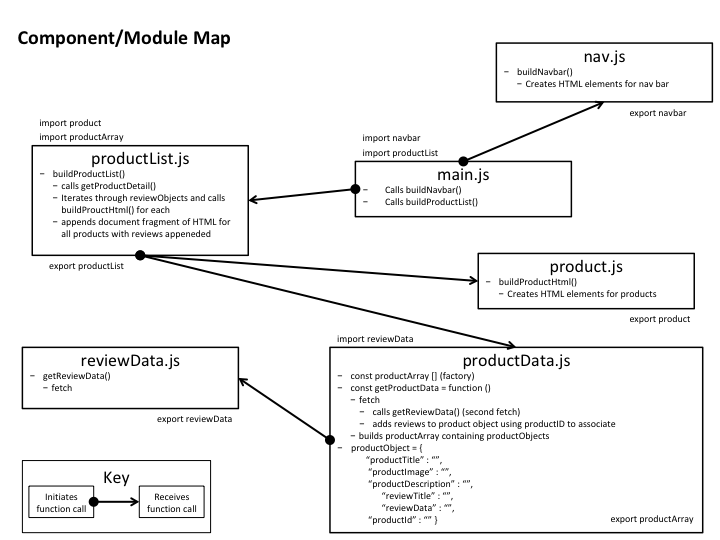 Component/Module Map
nav.js
– buildNavbar()
– Creates HTML elements for nav bar
export navbar
import product
import productArray
productList.js
– buildProductList()
– calls getProductDetail()
– Iterates through reviewObjects and calls
buildProuctHtml() for each
– appends document fragment of HTML for
all products with reviews appeneded
export productList
import navbar
import productList
main.js
– Calls buildNavbar()
– Calls buildProductList()
product.js
– buildProductHtml()
– Creates HTML elements for products
export product
reviewData.js
– getReviewData()
– fetch
export reviewData
import reviewData
productData.js
– const productArray [] (factory)
– const getProductData = function ()
– fetch
– calls getReviewData() (second fetch)
– adds reviews to product object using productID to associate
– builds productArray containing productObjects
– productObject = {
“productTitle” : “”,
“productImage” : “”,
“productDescription” : “”,
“reviewTitle” : “”,
“reviewData” : “”,
“productId” : “” }
export productArray
Key
Initiates
function call
Receives
function call